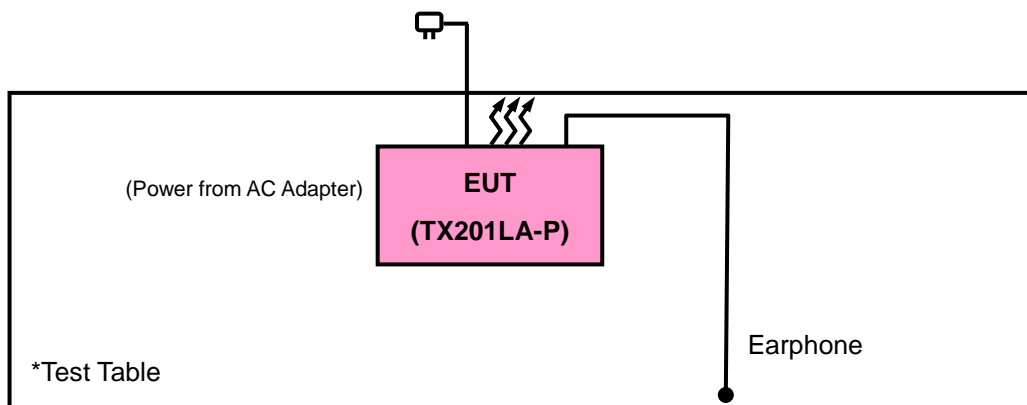 (Power from AC Adapter)
EUT
(TX201LA-P)
Earphone
*Test Table